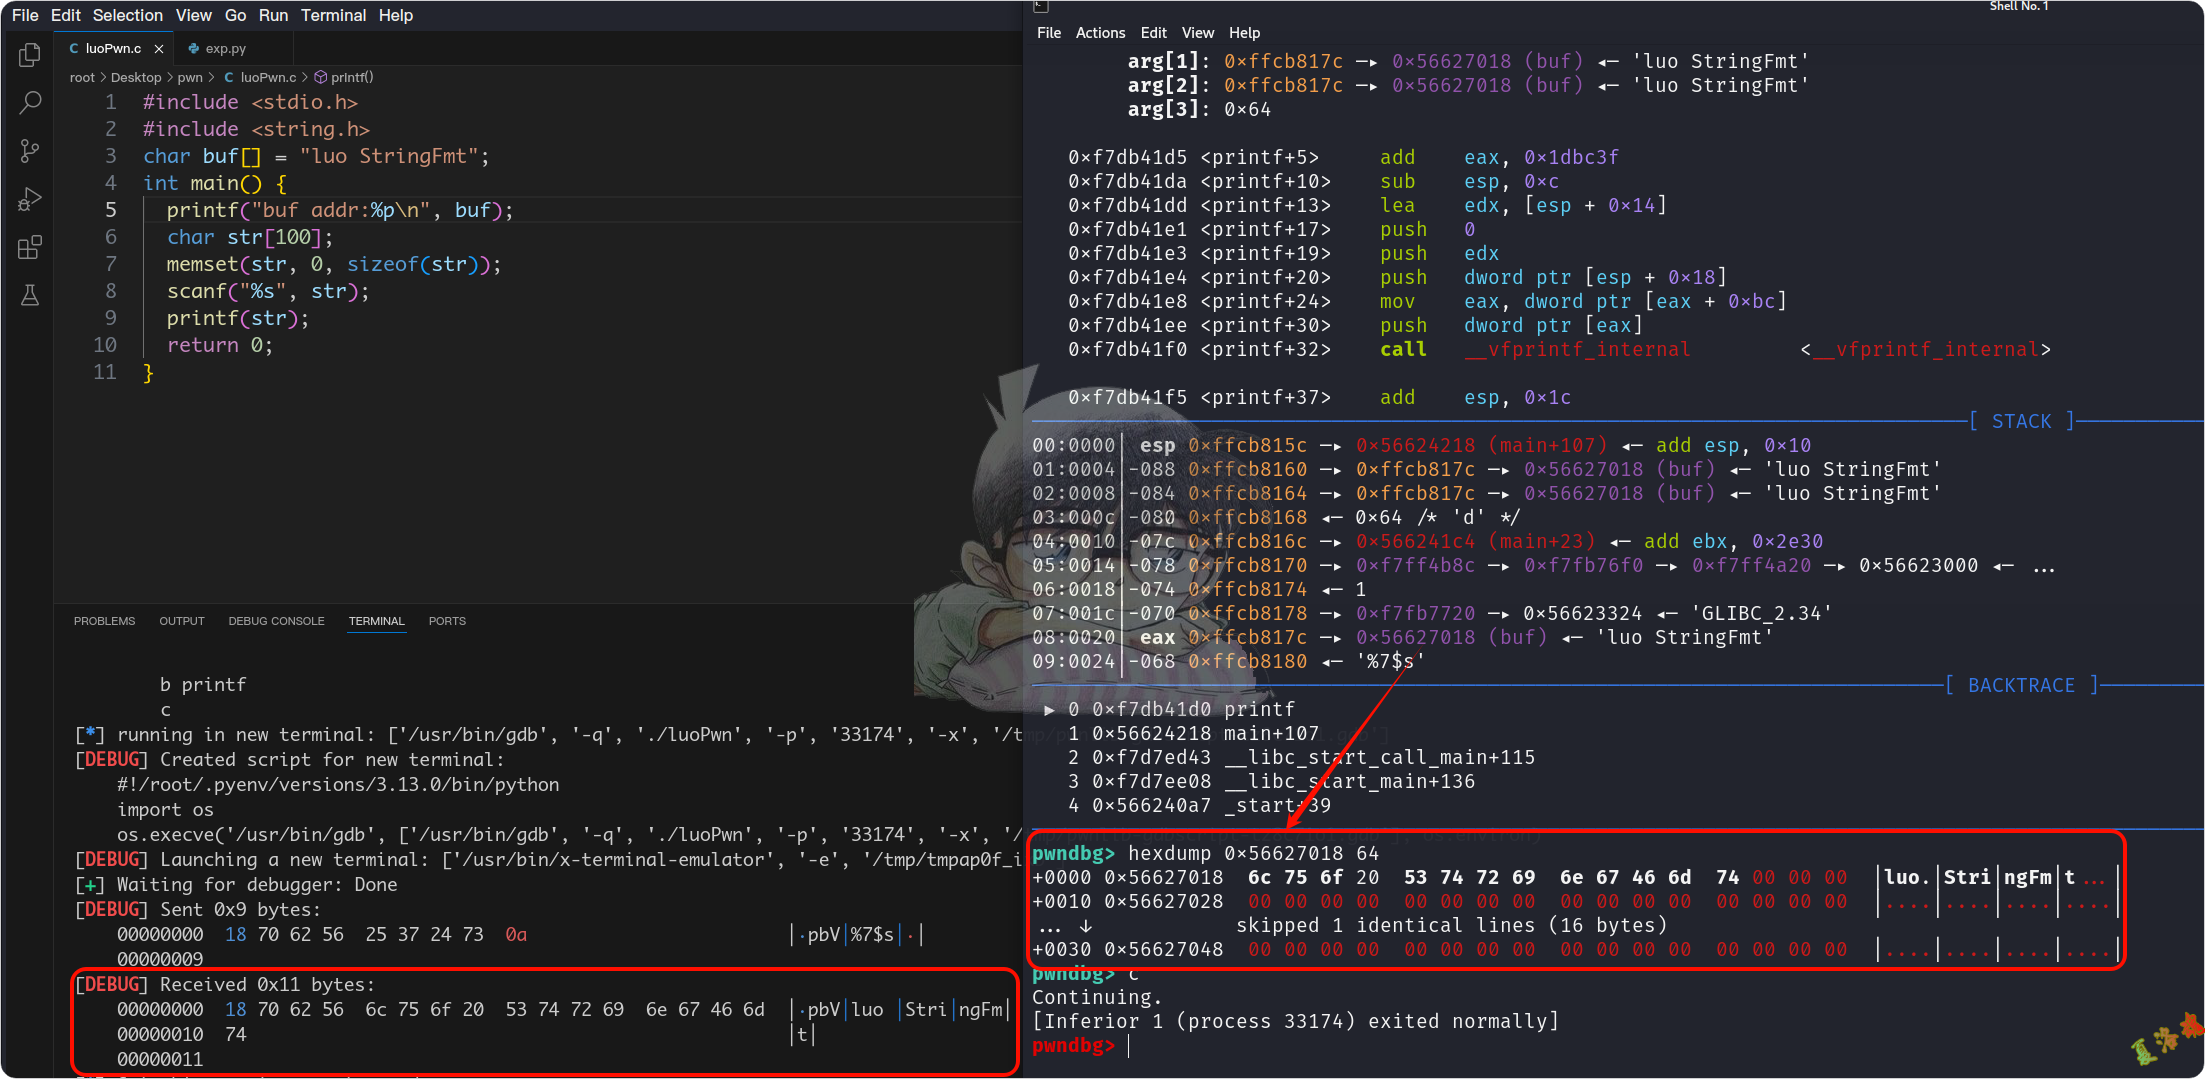 File Edit Selection View Go Run Terminal Help
luoPwn.c
exp.py
root > Desktop > pwn > C luoPwn.c > printf()
1 #include <stdio.h>
2 #include <string.h>
3 char buf[] = "luo StringFmt";
4 int main() {
5 printf("buf addr:%p\n", buf);
6 char str[100];
7 memset(str, 0, sizeof(str));
8 scanf("%s", str);
9 printf(str);
10 return 0;
11 }
PROBLEMS OUTPUT DEBUG CONSOLE TERMINAL PORTS
b printf
c
[*] running in new terminal: ['/usr/bin/gdb', '-q', './luoPwn', '-p', '33174', '-x', '/t
[DEBUG] Created script for new terminal:
#!/root/.pyenv/versions/3.13.0/bin/python
import os
os.execve('/usr/bin/gdb', ['/usr/bin/gdb', '-q', './luoPwn', '-p', '33174', '-x', '/
[DEBUG] Launching a new terminal: ['/usr/bin/x-terminal-emulator', '-e', '/tmp/tmpap0f_i
[+] Waiting for debugger: Done
[DEBUG] Sent 0x9 bytes:
00000000 18 70 62 56 25 37 24 73 0a |·pbV|%7$s|·|
00000009
[DEBUG] Received 0x11 bytes:
00000000 18 70 62 56 6c 75 6f 20 53 74 72 69 6e 67 46 6d |·pbV|luo |Stri|ngFm|
00000010 74 |t|
00000011
Shell No. 1
File Actions Edit View Help
arg[1]: 0×ffcb817c —▸ 0×56627018 (buf) ◂— 'luo StringFmt'
arg[2]: 0×ffcb817c —▸ 0×56627018 (buf) ◂— 'luo StringFmt'
arg[3]: 0×64
0×f7db41d5 <printf+5> add eax, 0×1dbc3f
0×f7db41da <printf+10> sub esp, 0×c
0×f7db41dd <printf+13> lea edx, [esp + 0×14]
0×f7db41e1 <printf+17> push 0
0×f7db41e3 <printf+19> push edx
0×f7db41e4 <printf+20> push dword ptr [esp + 0×18]
0×f7db41e8 <printf+24> mov eax, dword ptr [eax + 0×bc]
0×f7db41ee <printf+30> push dword ptr [eax]
0×f7db41f0 <printf+32> call __vfprintf_internal <__vfprintf_internal>
0×f7db41f5 <printf+37> add esp, 0×1c
[ STACK ]
00:0000│ esp 0×ffcb815c —▸ 0×56624218 (main+107) ◂— add esp, 0×10
01:0004│-088 0×ffcb8160 —▸ 0×ffcb817c —▸ 0×56627018 (buf) ◂— 'luo StringFmt'
02:0008│-084 0×ffcb8164 —▸ 0×ffcb817c —▸ 0×56627018 (buf) ◂— 'luo StringFmt'
03:000c│-080 0×ffcb8168 ◂— 0×64 /* 'd' */
04:0010│-07c 0×ffcb816c —▸ 0×566241c4 (main+23) ◂— add ebx, 0×2e30
05:0014│-078 0×ffcb8170 —▸ 0×f7ff4b8c —▸ 0×f7fb76f0 —▸ 0×f7ff4a20 —▸ 0×56623000 ◂— ...
06:0018│-074 0×ffcb8174 ◂— 1
07:001c│-070 0×ffcb8178 —▸ 0×f7fb7720 —▸ 0×56623324 ◂— 'GLIBC_2.34'
08:0020│ eax 0×ffcb817c —▸ 0×56627018 (buf) ◂— 'luo StringFmt'
09:0024│-068 0×ffcb8180 ◂— '%7$s'
[ BACKTRACE ]
► 0 0×f7db41d0 printf
1 0×56624218 main+107
2 0×f7d7ed43 __libc_start_call_main+115
3 0×f7d7ee08 __libc_start_main+136
4 0×566240a7 _start+39
pwndbg> hexdump 0×56627018 64
+0000 0×56627018 6c 75 6f 20 53 74 72 69 6e 67 46 6d 74 00 00 00 │luo.│Stri│ngFm│t...│
+0010 0×56627028 00 00 00 00 00 00 00 00 00 00 00 00 00 00 00 00 │....│....│....│....│
... ↓ skipped 1 identical lines (16 bytes)
+0030 0×56627048 00 00 00 00 00 00 00 00 00 00 00 00 00 00 00 00 │....│....│....│....│
pwndbg> c
Continuing.
[Inferior 1 (process 33174) exited normally]
pwndbg>